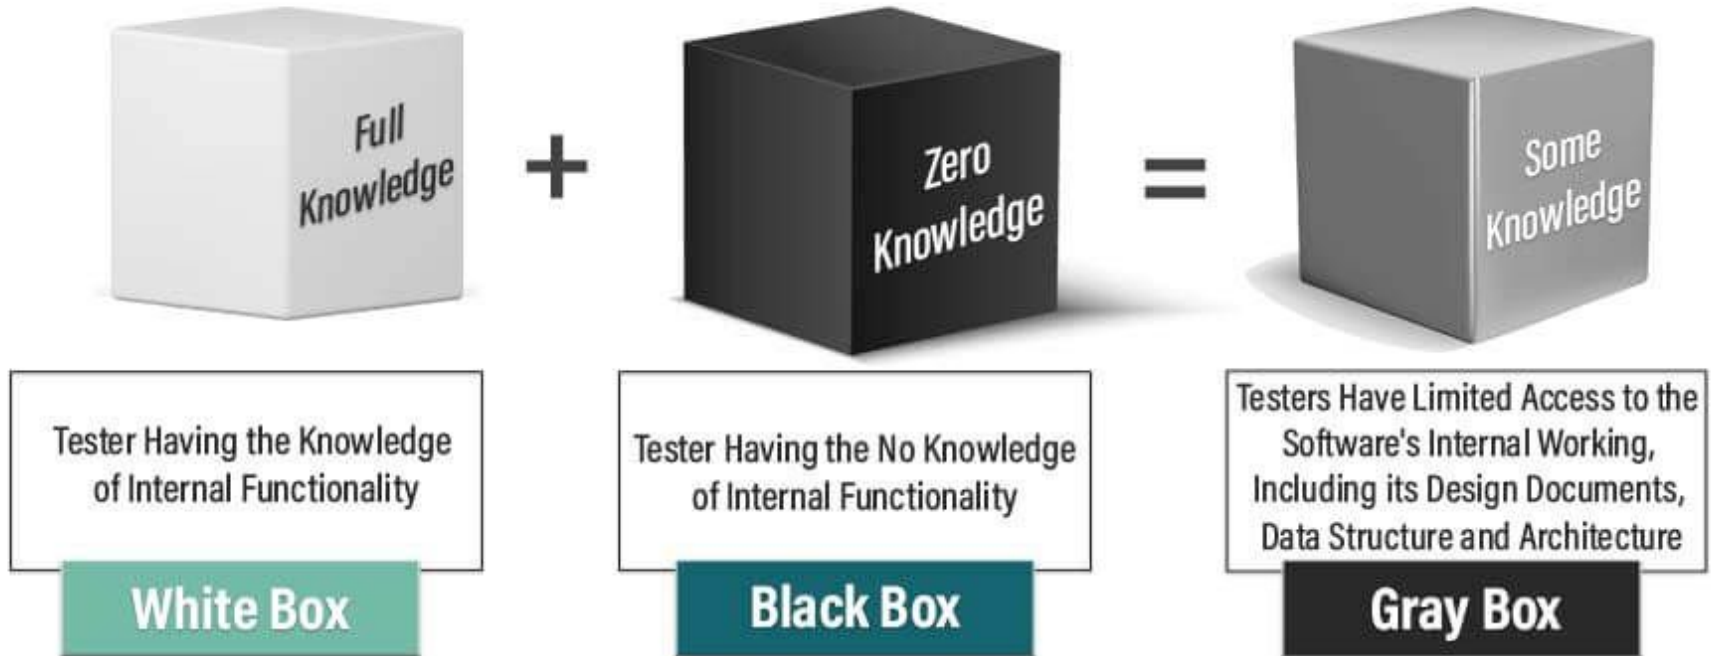 Full
Knowledge
+
Zero
Knowledge
=
Some
Knowledge
Tester Having the Knowledge
of Internal Functionality
White Box
Tester Having the No Knowledge
of Internal Functionality
Black Box
Testers Have Limited Access to the
Software's Internal Working,
Including its Design Documents,
Data Structure and Architecture
Gray Box